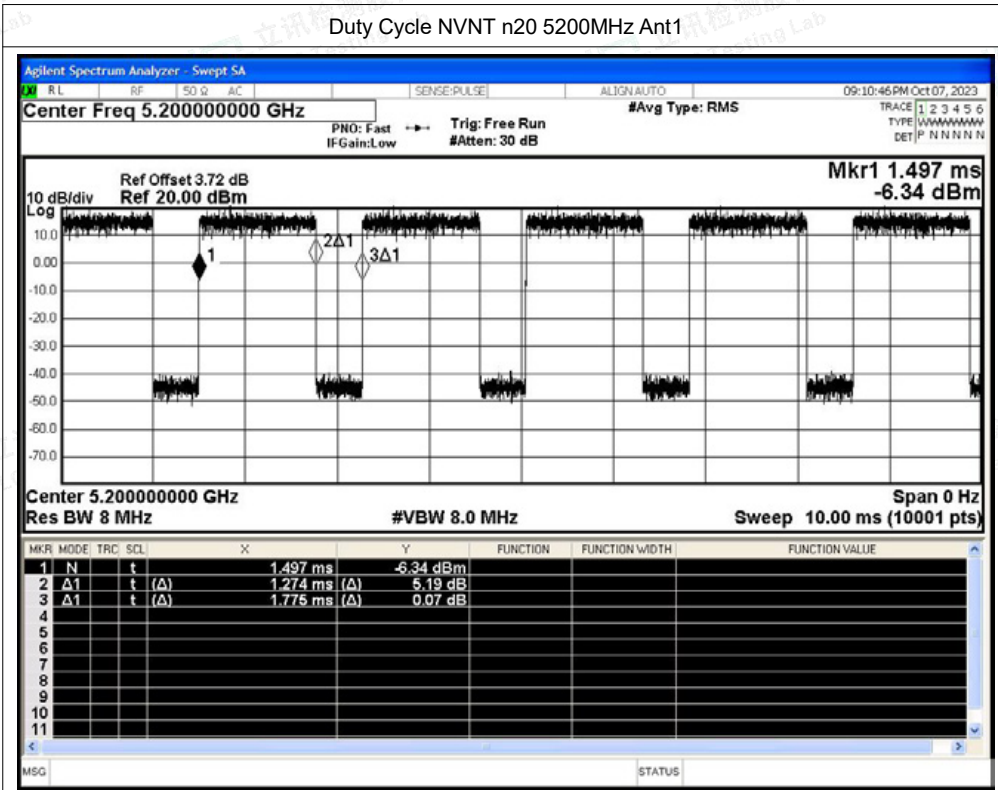 Duty Cycle NVNT n20 5200MHz Ant1
Agilent Spectrum Analyzer - Swept SA
RL RF 50 Ω AC SENSE:PULSE ALIGN AUTO 09:10:46 PM Oct 07, 2023
Center Freq 5.200000000 GHz #Avg Type: RMS TRACE 1 2 3 4 5 6
PNO: Fast Trig: Free Run TYPE WWWWWW
IFGain:Low #Atten: 30 dB DET P N N N N N
Mkr1 1.497 ms
Ref Offset 3.72 dB
10 dB/div Ref 20.00 dBm -6.34 dBm
Log
10.0
2Δ1
1 3Δ1
0.00
-10.0
-20.0
-30.0
-40.0
-50.0
-60.0
-70.0
Center 5.200000000 GHz Span 0 Hz
Res BW 8 MHz #VBW 8.0 MHz Sweep 10.00 ms (10001 pts)
MKR MODE TRC SCL X Y FUNCTION FUNCTION WIDTH FUNCTION VALUE
1 N t 1.497 ms -6.34 dBm
2 Δ1 t (Δ) 1.274 ms (Δ) 5.19 dB
3 Δ1 t (Δ) 1.775 ms (Δ) 0.07 dB
4
5
6
7
8
9
10
11
MSG STATUS